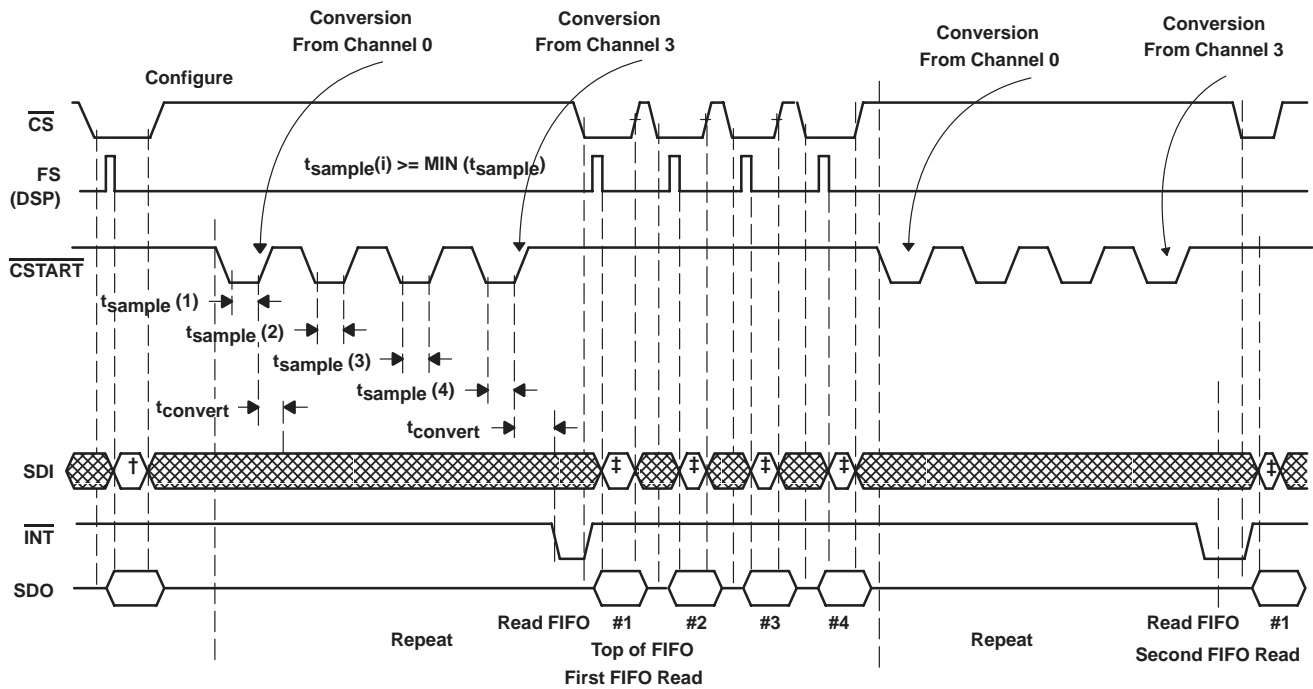 Conversion
From Channel 0
Conversion
From Channel 3
Conversion
From Channel 0
Conversion
From Channel 3
Configure
CS
FS
(DSP)
tsample(i) >= MIN (tsample)
CSTART
tsample (1)
tsample (2)
tsample (3)
tsample (4)
tconvert
tconvert
SDI
†
‡
‡
‡
‡
‡
INT
SDO
Repeat
Read FIFO
#1
#2
#3
#4
Top of FIFO
First FIFO Read
Repeat
Read FIFO
#1
Second FIFO Read